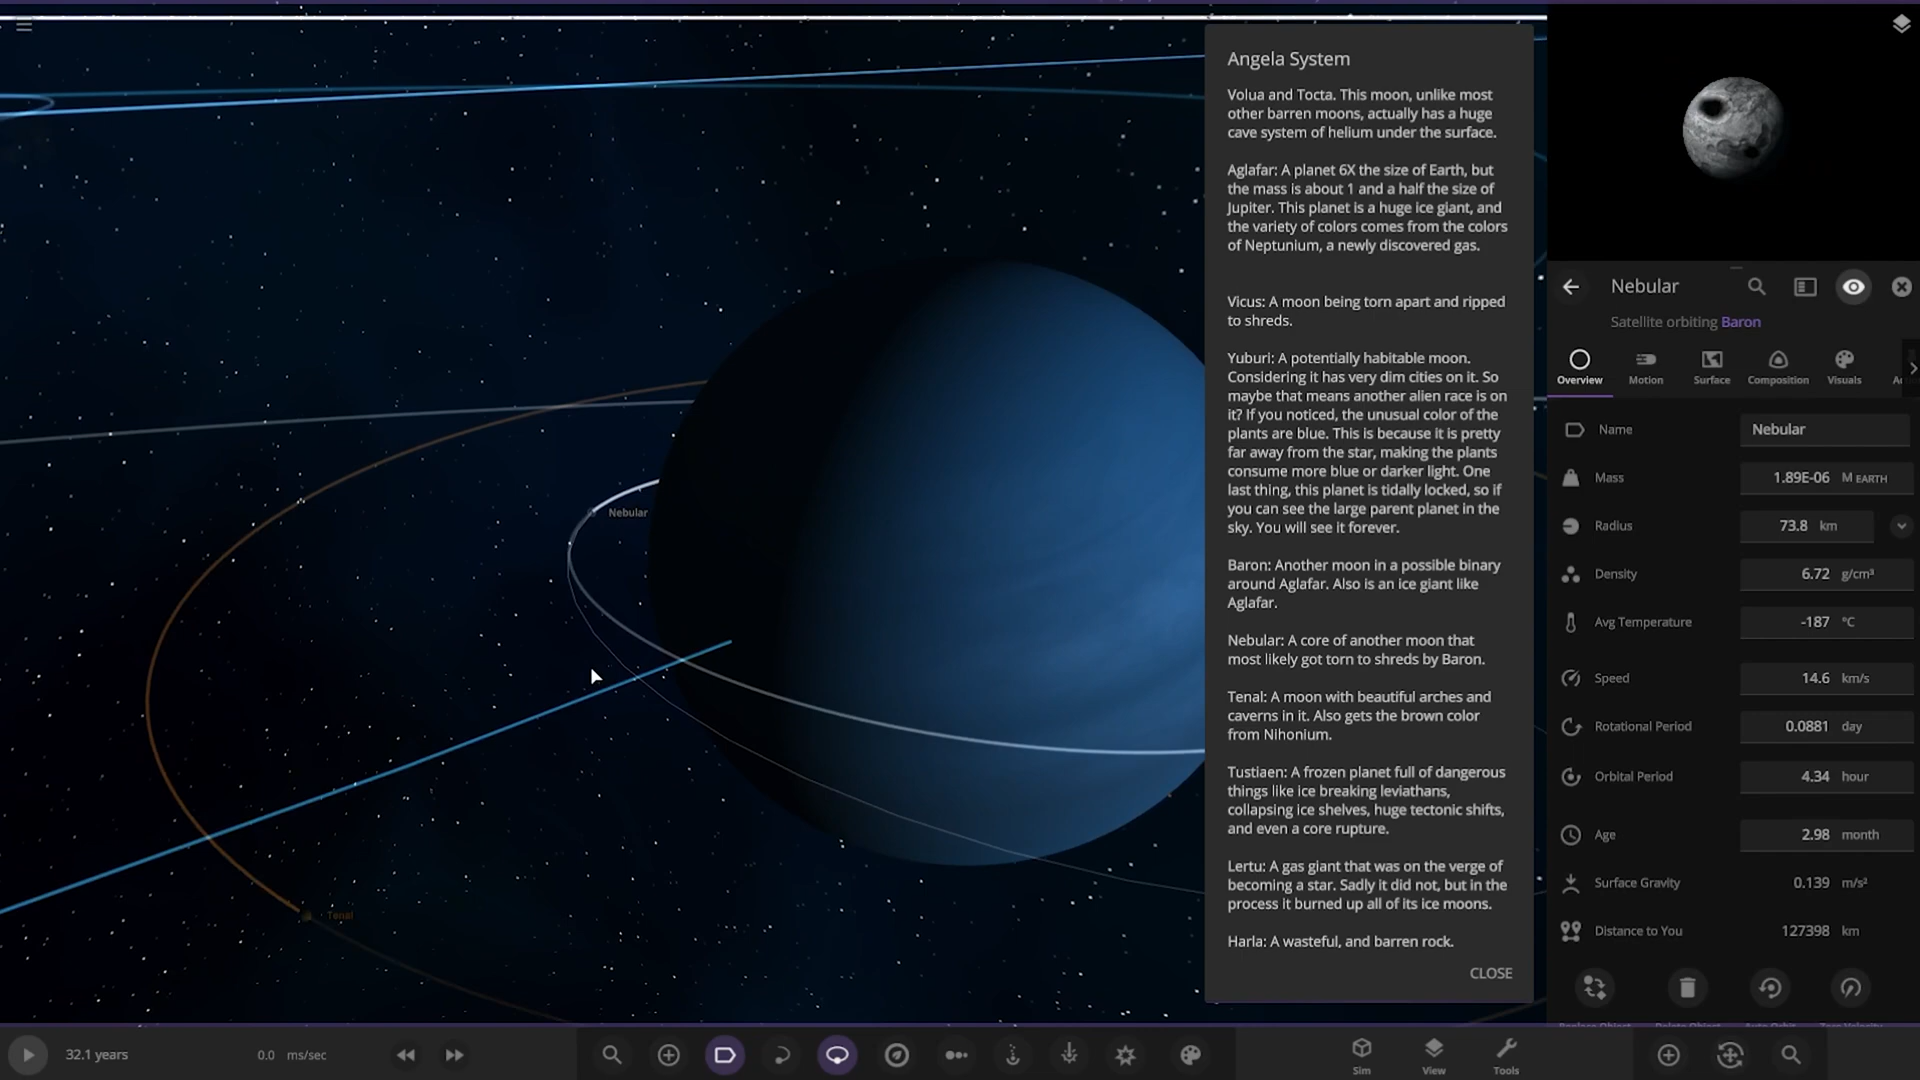 Angela System
Volua and Tocta. This moon, unlike most
other barren moons, actually has a huge
cave system of helium under the surface.
Aglafar: A planet 6X the size of Earth, but
the mass is about 1 and a half the size of
Jupiter. This planet is a huge ice giant, and
the variety of colors comes from the colors
of Neptunium, a newly discovered gas.
Vicus: A moon being torn apart and ripped
to shreds.
Yuburi: A potentially habitable moon.
Considering it has very dim cities on it. So
maybe that means another alien race is on
it? If you noticed, the unusual color of the
plants are blue. This is because it is pretty
far away from the star, making the plants
consume more blue or darker light. One
last thing, this planet is tidally locked, so if
you can see the large parent planet in the
sky. You will see it forever.
Baron: Another moon in a possible binary
around Aglafar. Also is an ice giant like
Aglafar.
Nebular: A core of another moon that
most likely got torn to shreds by Baron.
Tenal: A moon with beautiful arches and
caverns in it. Also gets the brown color
from Nihonium.
Tustiaen: A frozen planet full of dangerous
things like ice breaking leviathans,
collapsing ice shelves, huge tectonic shifts,
and even a core rupture.
Lertu: A gas giant that was on the verge of
becoming a star. Sadly it did not, but in the
process it burned up all of its ice moons.
Harla: A wasteful, and barren rock.
CLOSE
Nebular
Tenal
Nebular
Satellite orbiting Baron
Overview Motion Surface Composition Visuals
Name Nebular
Mass 1.89E-06 M EARTH
Radius 73.8 km
Density 6.72 g/cm³
Avg Temperature -187 °C
Speed 14.6 km/s
Rotational Period 0.0881 day
Orbital Period 4.34 hour
Age 2.98 month
Surface Gravity 0.139 m/s²
Distance to You 127398 km
32.1 years 0.0 ms/sec
Sim View Tools